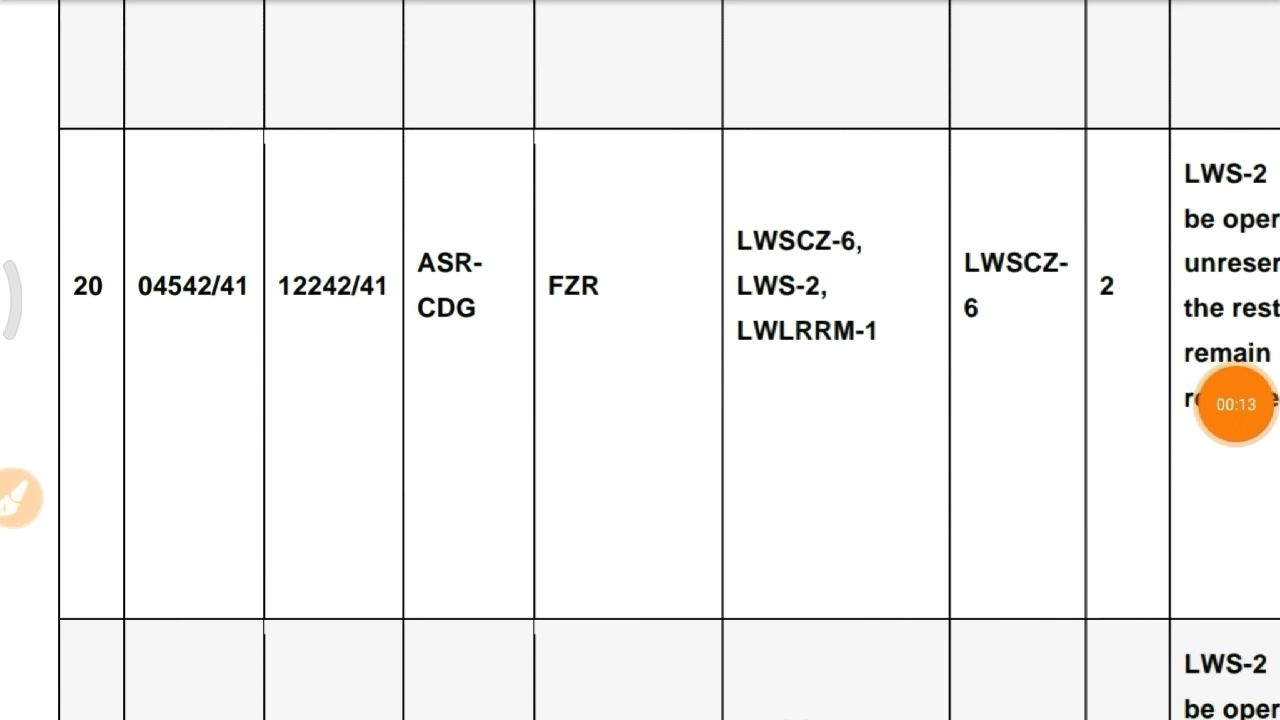 20
04542/41
12242/41
ASR-
CDG
FZR
LWSCZ-6,
LWS-2,
LWLRRM-1
LWSCZ-
6
2
LWS-2
be oper
unreser
the rest
remain
00:13
LWS-2
be oper